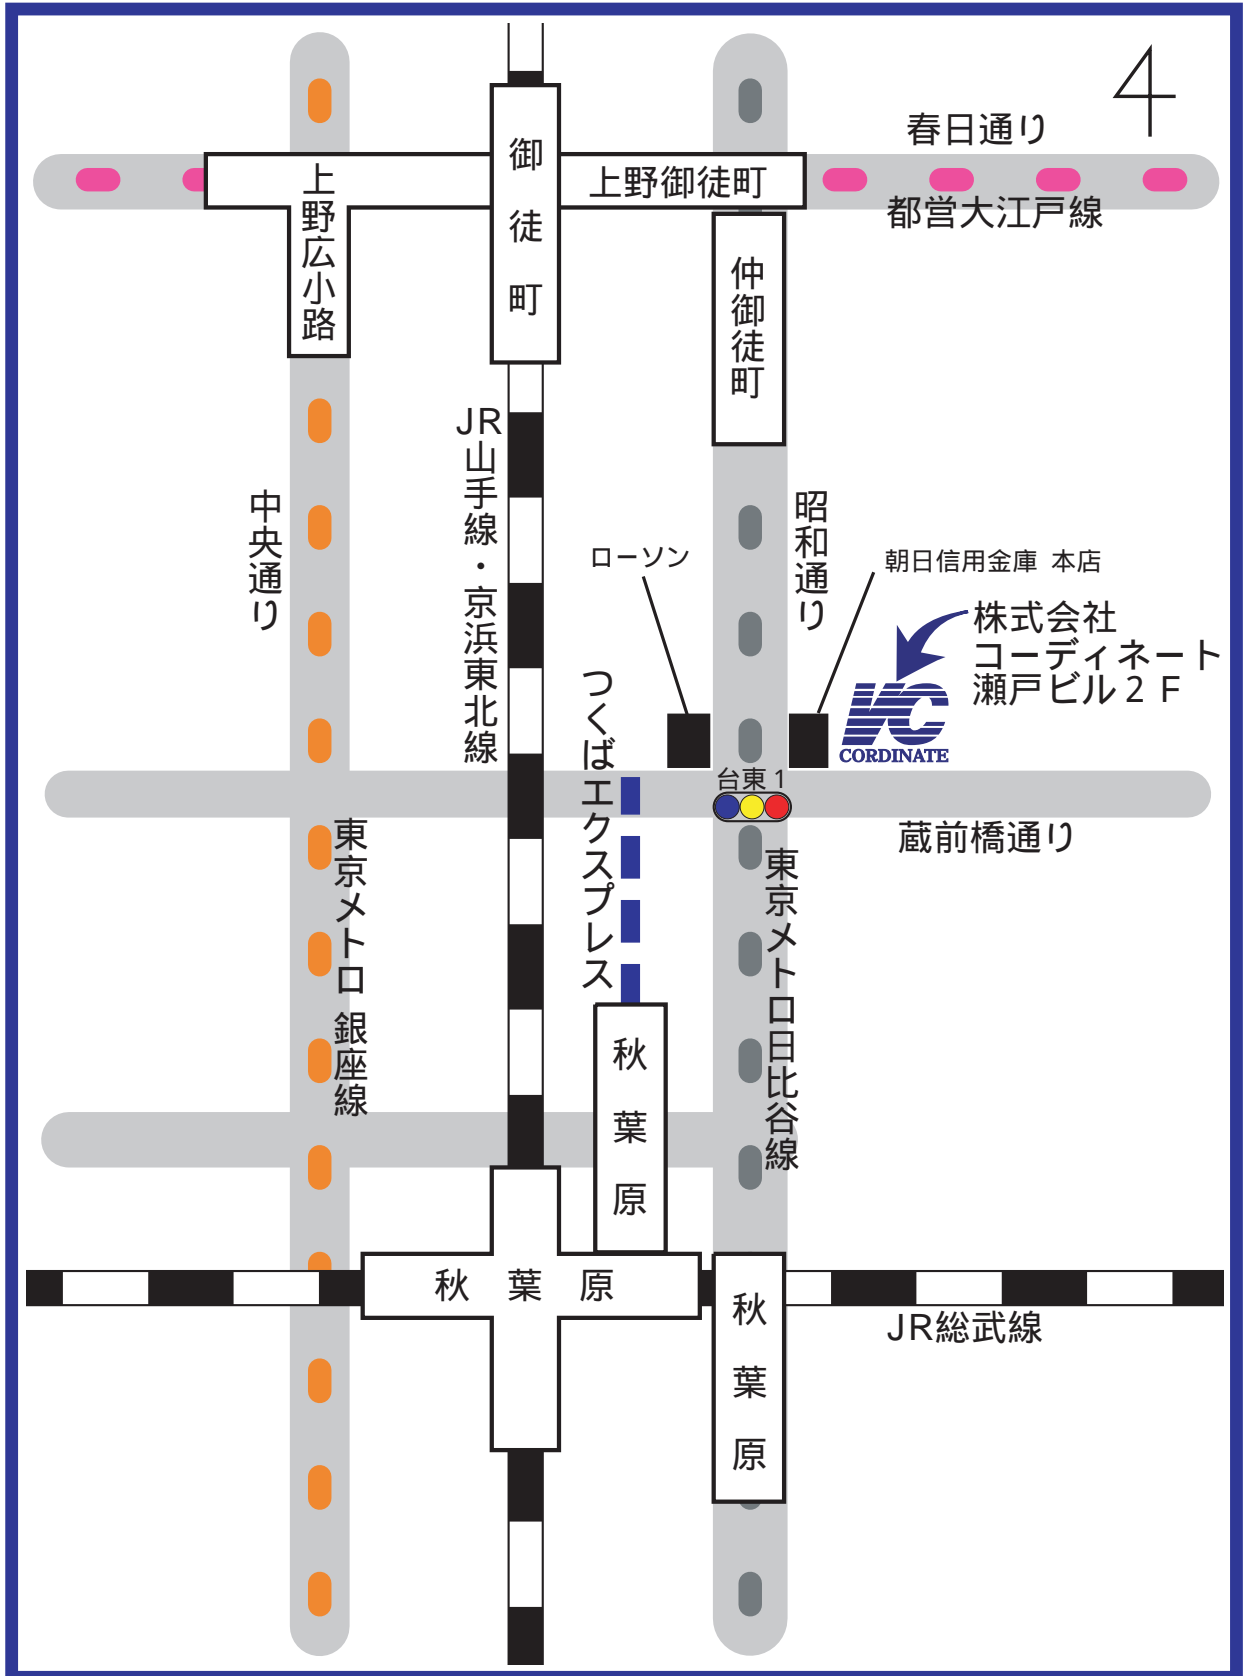 春日通り
御徒町
上野御徒町
上野広小路
都営大江戸線
仲御徒町
JR山手線・京浜東北線
中央通り
昭和通り
ローソン
朝日信用金庫 本店
株式会社
コーディネート
瀬戸ビル2F
VC
CORDINATE
つくばエクスプレス
台東1
蔵前橋通り
東京メトロ銀座線
東京メトロ日比谷線
秋葉原
秋葉原
秋葉原
JR総武線